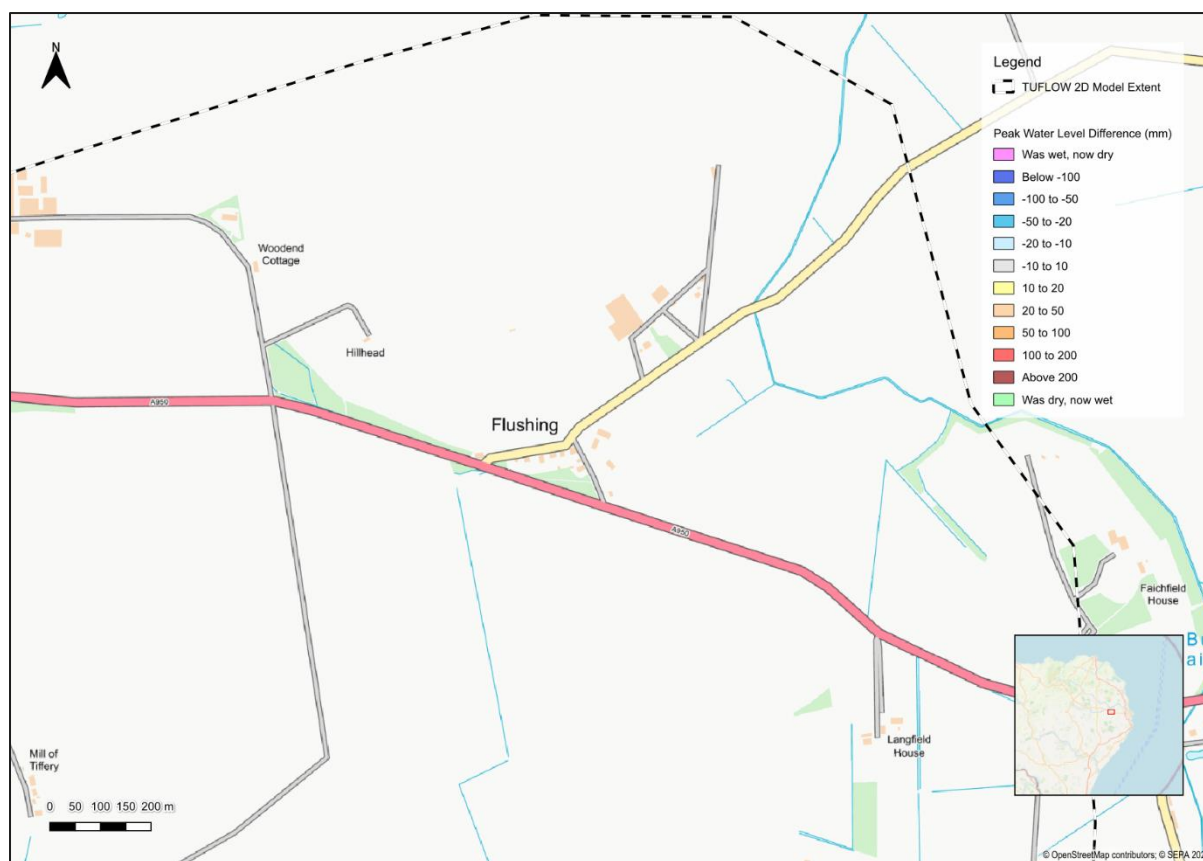 N
Legend
TUFLOW 2D Model Extent
Peak Water Level Difference (mm)
Was wet, now dry
Below -100
-100 to -50
-50 to -20
-20 to -10
-10 to 10
10 to 20
20 to 50
50 to 100
100 to 200
Above 200
Was dry, now wet
Woodend
Cottage
Hillhead
A950
Flushing
A950
Faichfield
House
Langfield
House
Mill of
Tiffery
0 50 100 150 200 m
© OpenStreetMap contributors; © SEPA